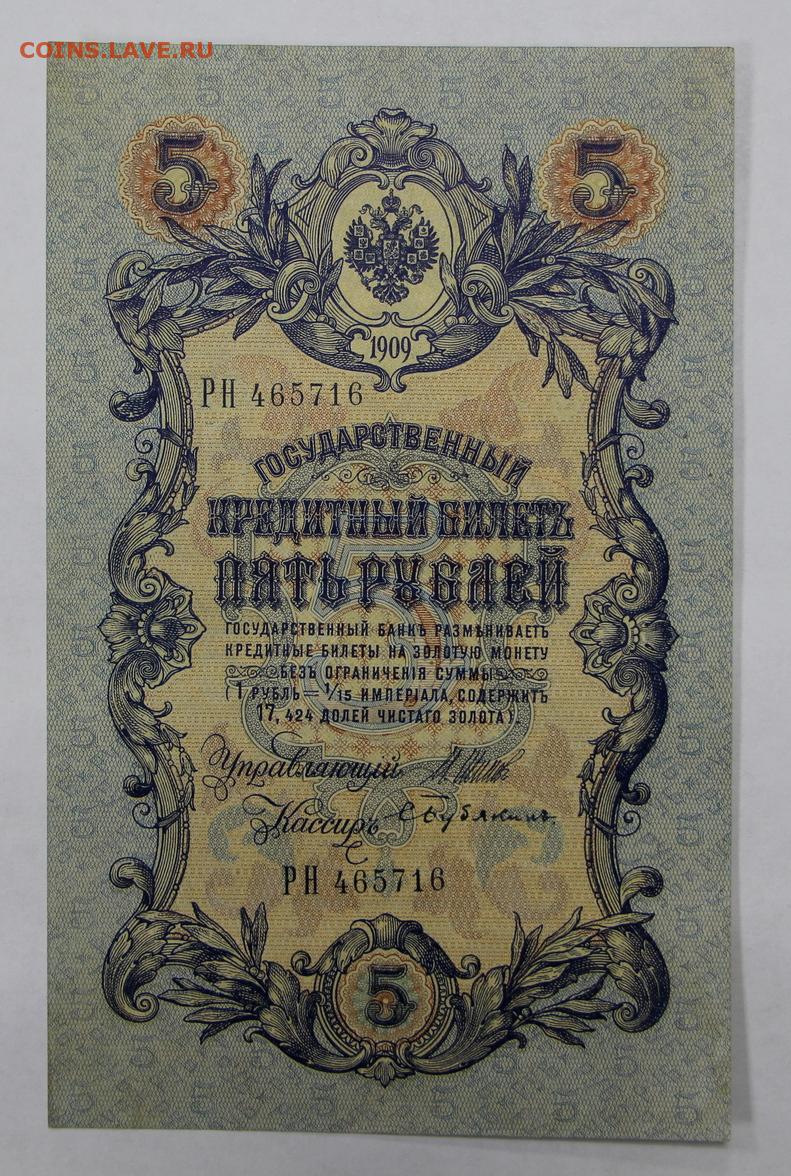 COINS.LAVE.RU
5 5
1909
РН 465716
ГОСУДАРСТВЕННЫЙ
КРЕДИТНЫЙ БИЛЕТЪ
ПЯТЬ РУБЛЕЙ
ГОСУДАРСТВЕННЫЙ БАНКЪ РАЗМѢНИВАЕТЪ
КРЕДИТНЫЕ БИЛЕТЫ НА ЗОЛОТУЮ МОНЕТУ
БЕЗЪ ОГРАНИЧЕНІЯ СУММЫ
(1 РУБЛЬ = 1/15 ИМПЕРІАЛА, СОДЕРЖИТЪ
17,424 ДОЛЕЙ ЧИСТАГО ЗОЛОТА).
Управляющій
Кассиръ
РН 465716
5